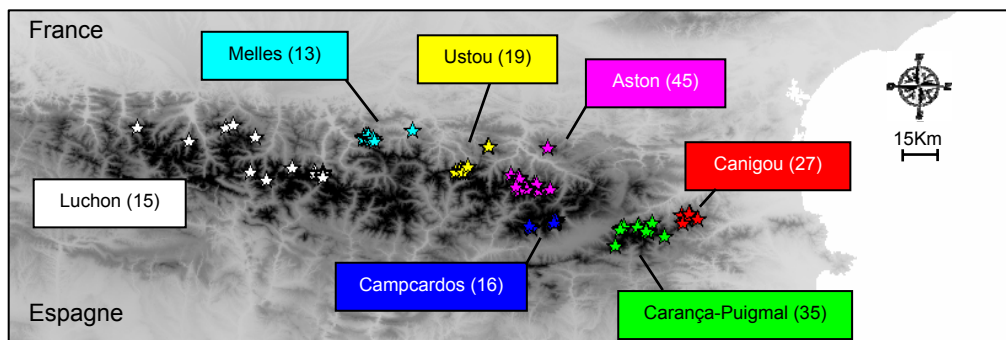 France
Melles (13)
Ustou (19)
Aston (45)
15Km
Canigou (27)
Luchon (15)
Campcardos (16)
Carança-Puigmal (35)
Espagne